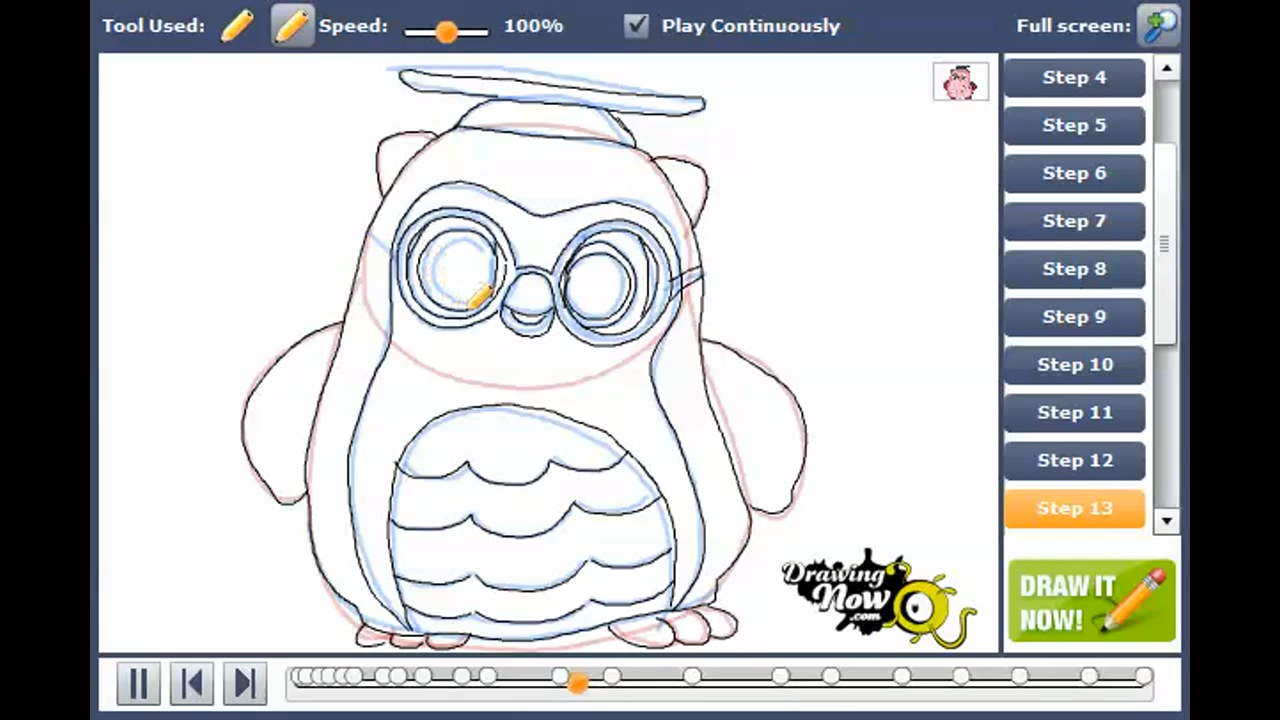 Tool Used:
Speed:
100%
Play Continuously
Full screen:
Step 4
Step 5
Step 6
Step 7
Step 8
Step 9
Step 10
Step 11
Step 12
Step 13
Drawing
Now
.com
DRAW IT
NOW!